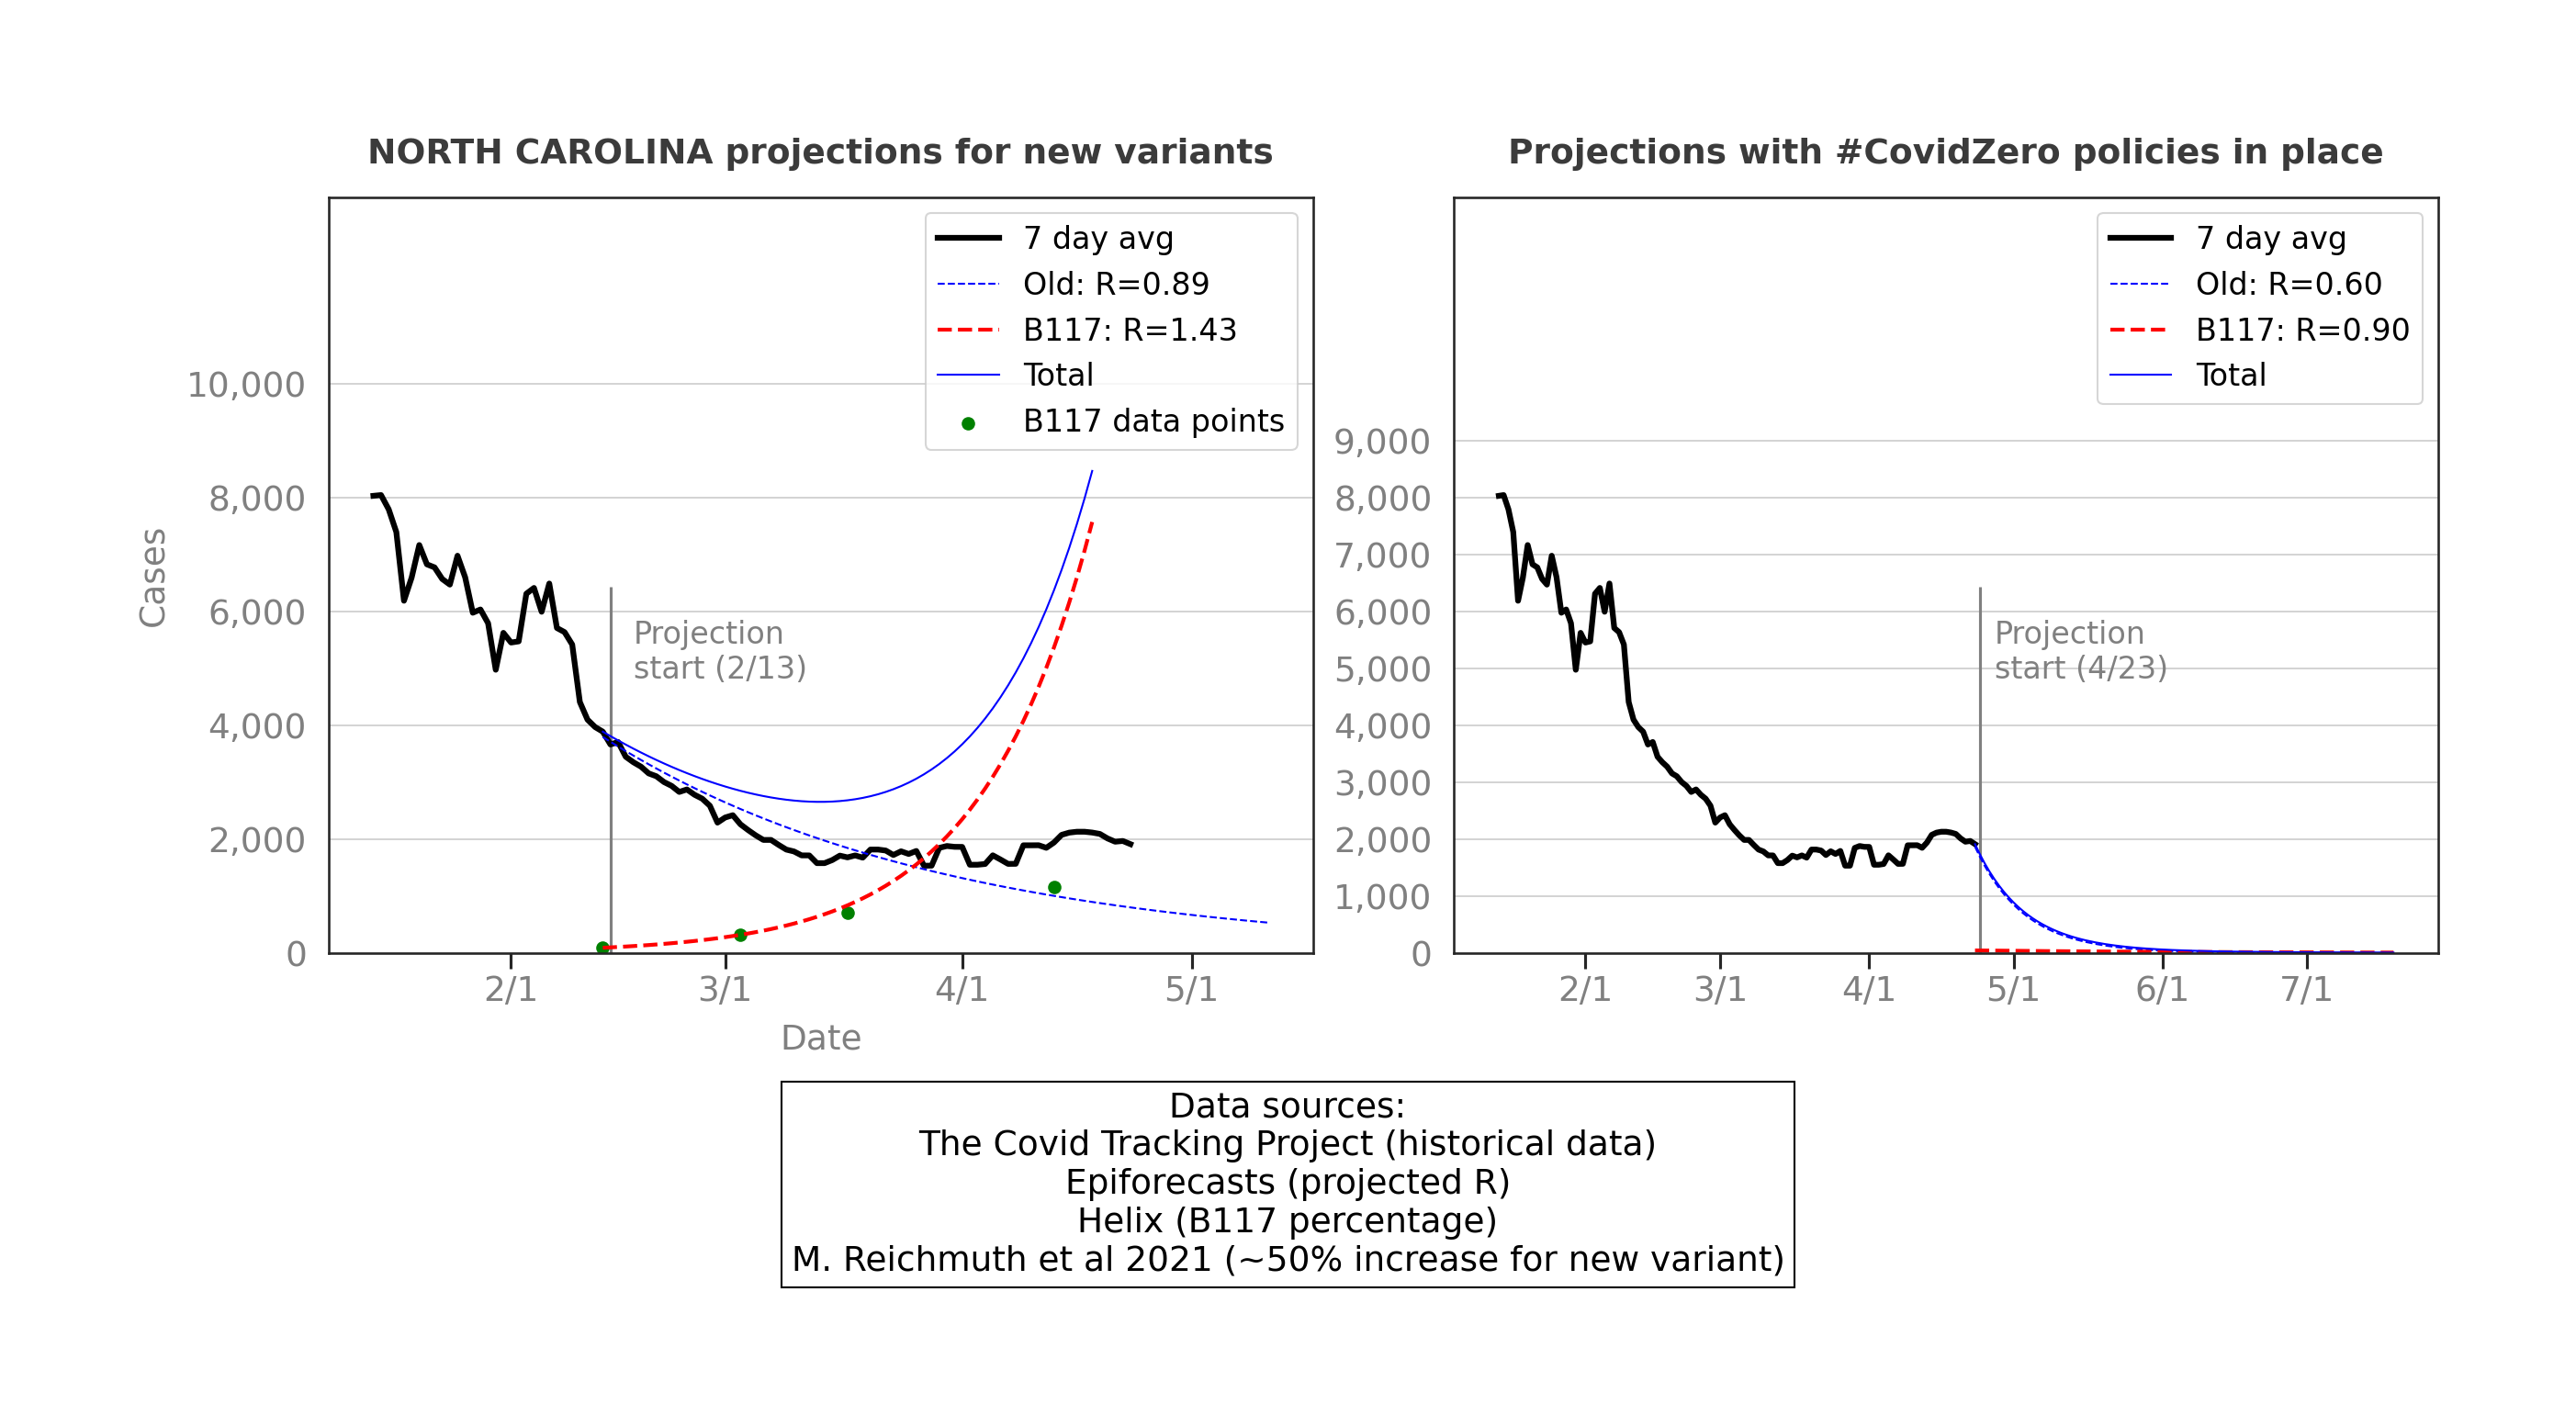 NORTH CAROLINA projections for new variants
7 day avg
Old: R=0.89
B117: R=1.43
Total
B117 data points
10,000
8,000
6,000
4,000
2,000
0
Cases
Projection
start (2/13)
2/1
3/1
4/1
5/1
Date
Projections with #CovidZero policies in place
7 day avg
Old: R=0.60
B117: R=0.90
Total
9,000
8,000
7,000
6,000
5,000
4,000
3,000
2,000
1,000
0
Projection
start (4/23)
2/1
3/1
4/1
5/1
6/1
7/1
Data sources:
The Covid Tracking Project (historical data)
Epiforecasts (projected R)
Helix (B117 percentage)
M. Reichmuth et al 2021 (~50% increase for new variant)